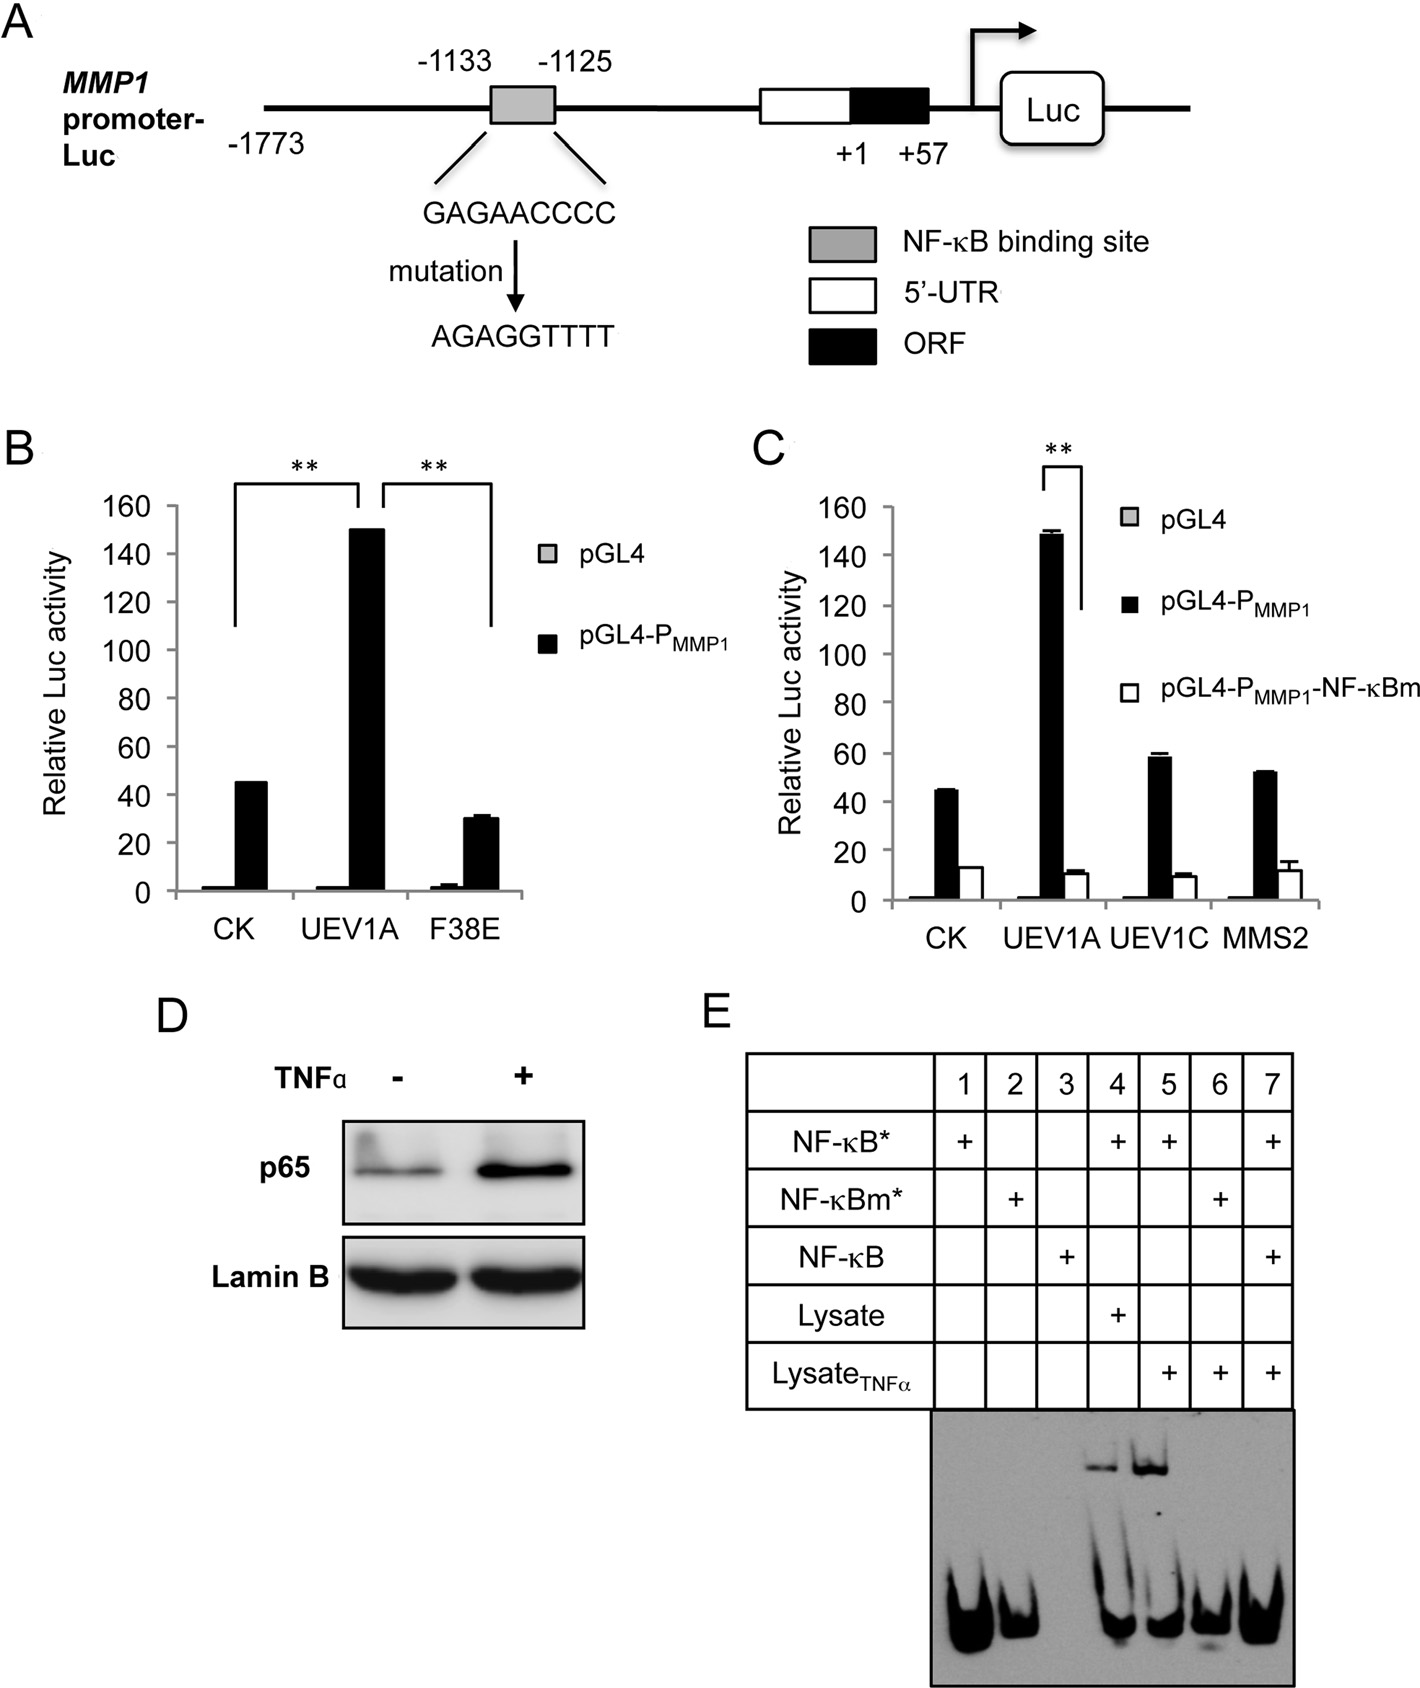 A
MMP1
promoter-
Luc
-1773
-1133
-1125
Luc
+1
+57
GAGAACCCC
mutation
AGAGGTTTT
NF-κB binding site
5’-UTR
ORF
B
**
**
Relative Luc activity
160
140
120
100
80
60
40
20
0
CK
UEV1A
F38E
pGL4
pGL4-PMMP1
C
**
Relative Luc activity
160
140
120
100
80
60
40
20
0
CK
UEV1A
UEV1C
MMS2
pGL4
pGL4-PMMP1
pGL4-PMMP1-NF-κBm
D
TNFα - +
p65
Lamin B
E
1 2 3 4 5 6 7
NF-κB* + + + +
NF-κBm* + +
NF-κB + +
Lysate +
LysateTNFα + + +